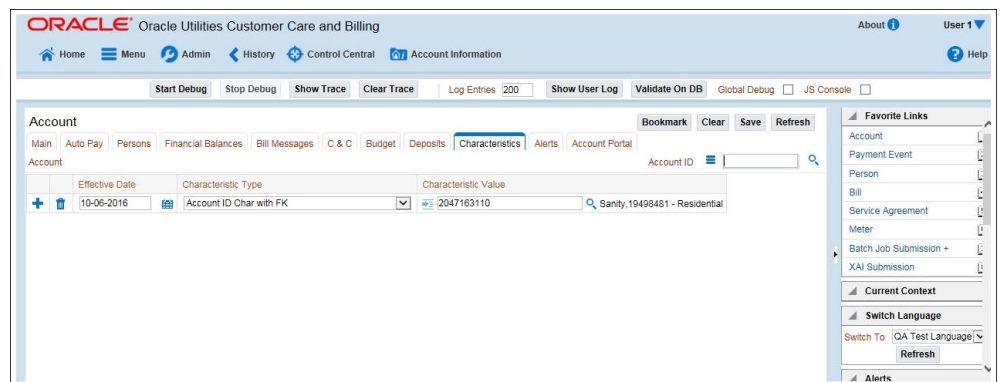 ORACLE® Oracle Utilities Customer Care and Billing
About User 1
Home Menu Admin History Control Central Account Information
Help
Start Debug Stop Debug Show Trace Clear Trace Log Entries 200 Show User Log Validate On DB Global Debug JS Console
Account
Bookmark Clear Save Refresh
Main Auto Pay Persons Financial Balances Bill Messages C & C Budget Deposits Characteristics Alerts Account Portal
Account
Account ID
Effective Date Characteristic Type Characteristic Value
10-06-2016 Account ID Char with FK 2047163110 Sanity,19498481 - Residential
Favorite Links
Account
Payment Event
Person
Bill
Service Agreement
Meter
Batch Job Submission +
XAI Submission
Current Context
Switch Language
Switch To QA Test Language
Refresh
Alerts